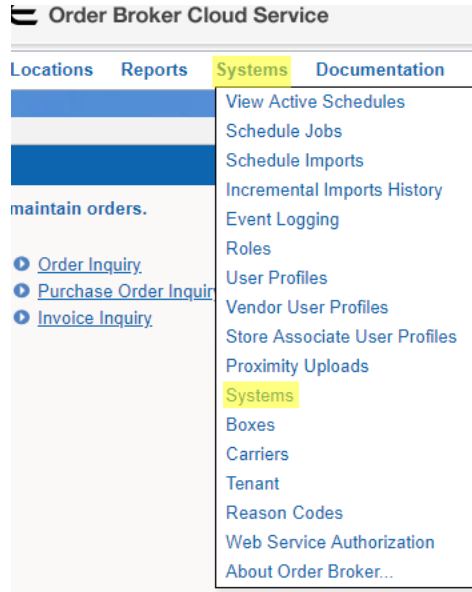 Order Broker Cloud Service
Locations Reports Systems Documentation
View Active Schedules
Schedule Jobs
Schedule Imports
Incremental Imports History
Event Logging
Roles
User Profiles
Vendor User Profiles
Store Associate User Profiles
Proximity Uploads
Systems
Boxes
Carriers
Tenant
Reason Codes
Web Service Authorization
About Order Broker...
maintain orders.
Order Inquiry
Purchase Order Inquiry
Invoice Inquiry